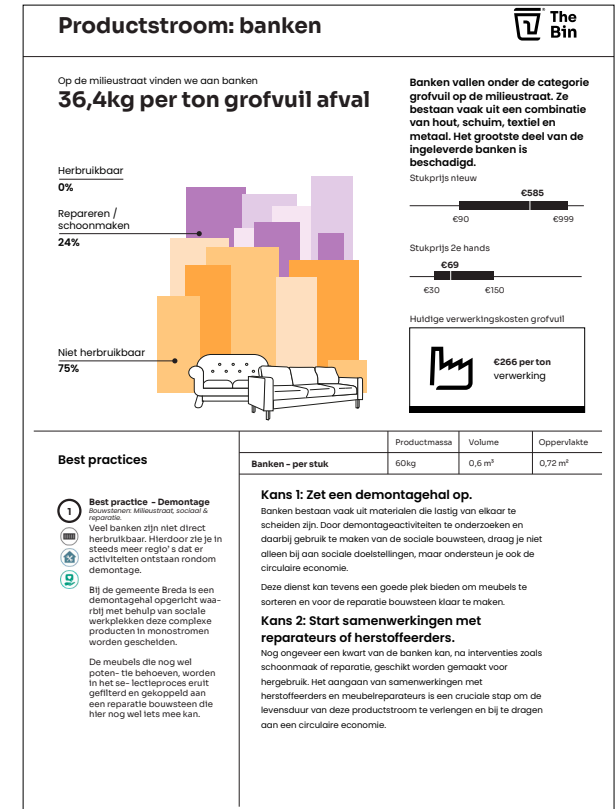 Productstroom: banken
The
Bin
Op de milieustraat vinden we aan banken
36,4kg per ton grofvuil afval
Herbruikbaar
0%
Repareren /
schoonmaken
24%
Niet herbruikbaar
75%
Banken vallen onder de categorie
grofvuil op de milieustraat. Ze
bestaan vaak uit een combinatie
van hout, schuim, textiel en
metaal. Het grootste deel van de
ingeleverde banken is
beschadigd.
Stukprijs nieuw
€585
€90 €999
Stukprijs 2e hands
€69
€30 €150
Huidige verwerkingskosten grofvuil
€266 per ton
verwerking
Best practices
Productmassa Volume Oppervlakte
Banken - per stuk 60kg 0,6 m³ 0,72 m²
1
Best practice - Demontage
Bouwstenen: Milieustraat, sociaal &
reparatie.
Veel banken zijn niet direct
herbruikbaar. Hierdoor zie je in
steeds meer regio' s dat er
activiteiten ontstaan rondom
demontage.
Bij de gemeente Breda is een
demontagehal opgericht waa-
rbij met behulp van sociale
werkplekken deze complexe
producten in monostromen
worden gescheiden.
De meubels die nog wel
poten- tie behoeven, worden
in het se- lectieproces eruit
gefilterd en gekoppeld aan
een reparatie bouwsteen die
hier nog wel iets mee kan.
Kans 1: Zet een demontagehal op.
Banken bestaan vaak uit materialen die lastig van elkaar te
scheiden zijn. Door demontageactiviteiten te onderzoeken en
daarbij gebruik te maken van de sociale bouwsteen, draag je niet
alleen bij aan sociale doelstellingen, maar ondersteun je ook de
circulaire economie.
Deze dienst kan tevens een goede plek bieden om meubels te
sorteren en voor de reparatie bouwsteen klaar te maken.
Kans 2: Start samenwerkingen met
reparateurs of herstoffeerders.
Nog ongeveer een kwart van de banken kan, na interventies zoals
schoonmaak of reparatie, geschikt worden gemaakt voor
hergebruik. Het aangaan van samenwerkingen met
herstoffeerders en meubelreparateurs is een cruciale stap om de
levensduur van deze productstroom te verlengen en bij te dragen
aan een circulaire economie.